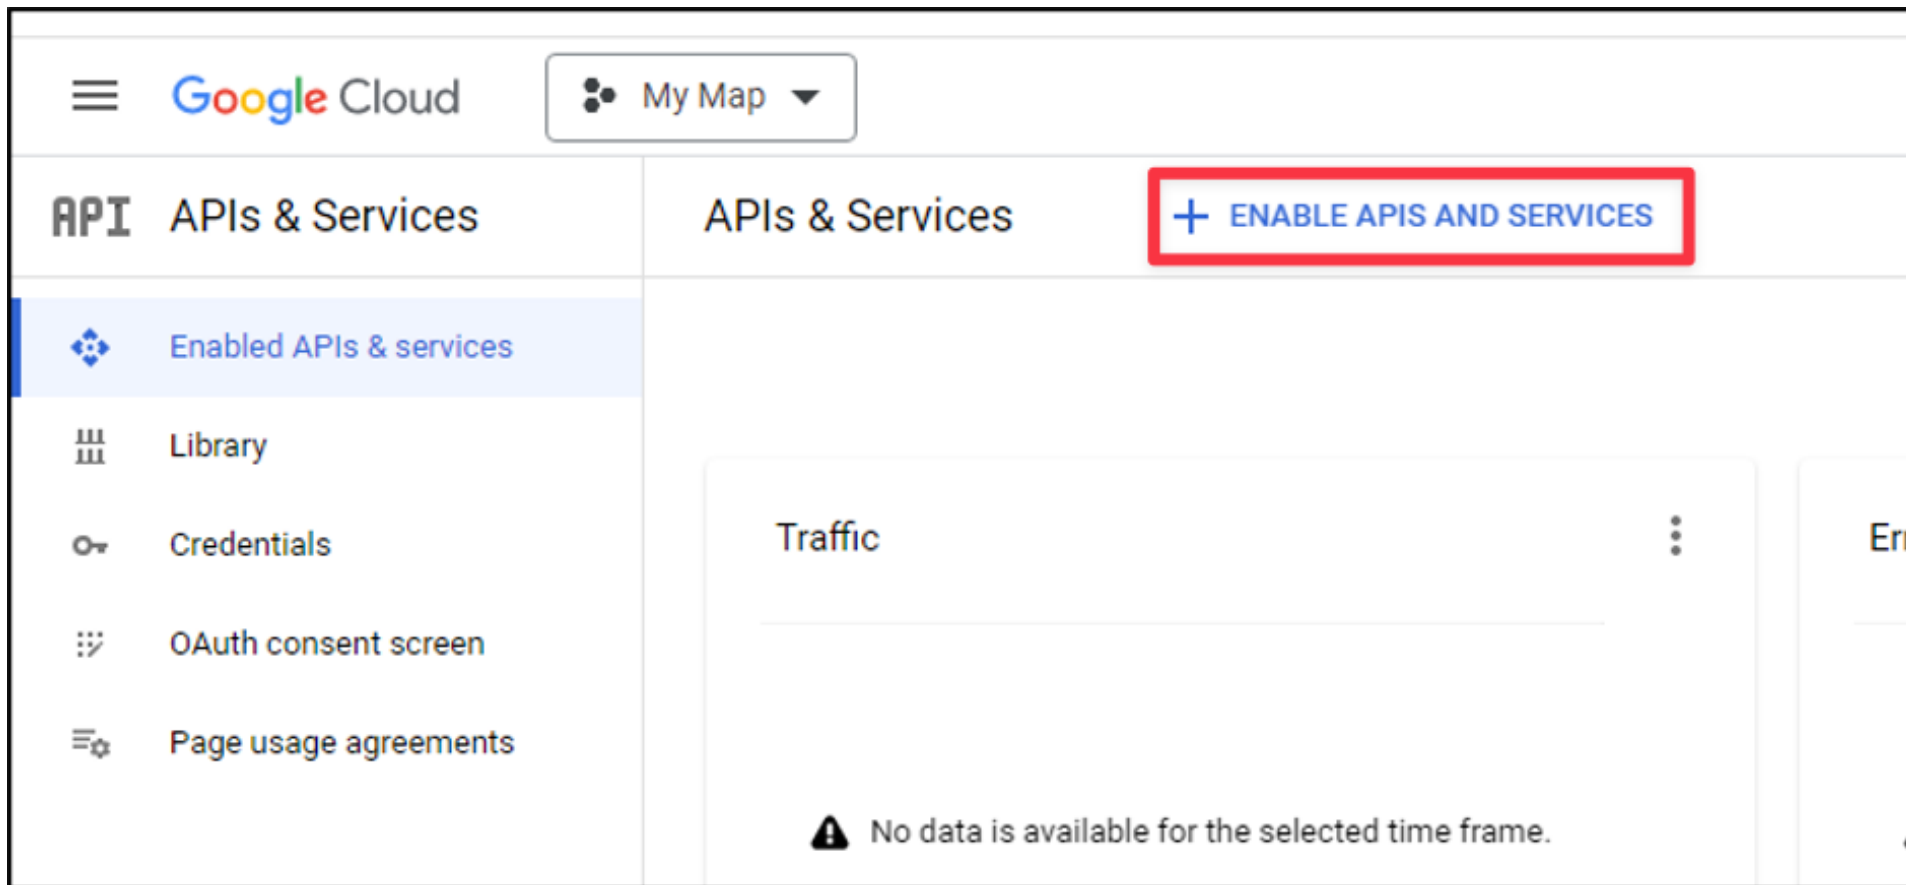 Google Cloud
My Map
API APIs & Services
APIs & Services
+ ENABLE APIS AND SERVICES
Enabled APIs & services
Library
Credentials
OAuth consent screen
Page usage agreements
Traffic
No data is available for the selected time frame.